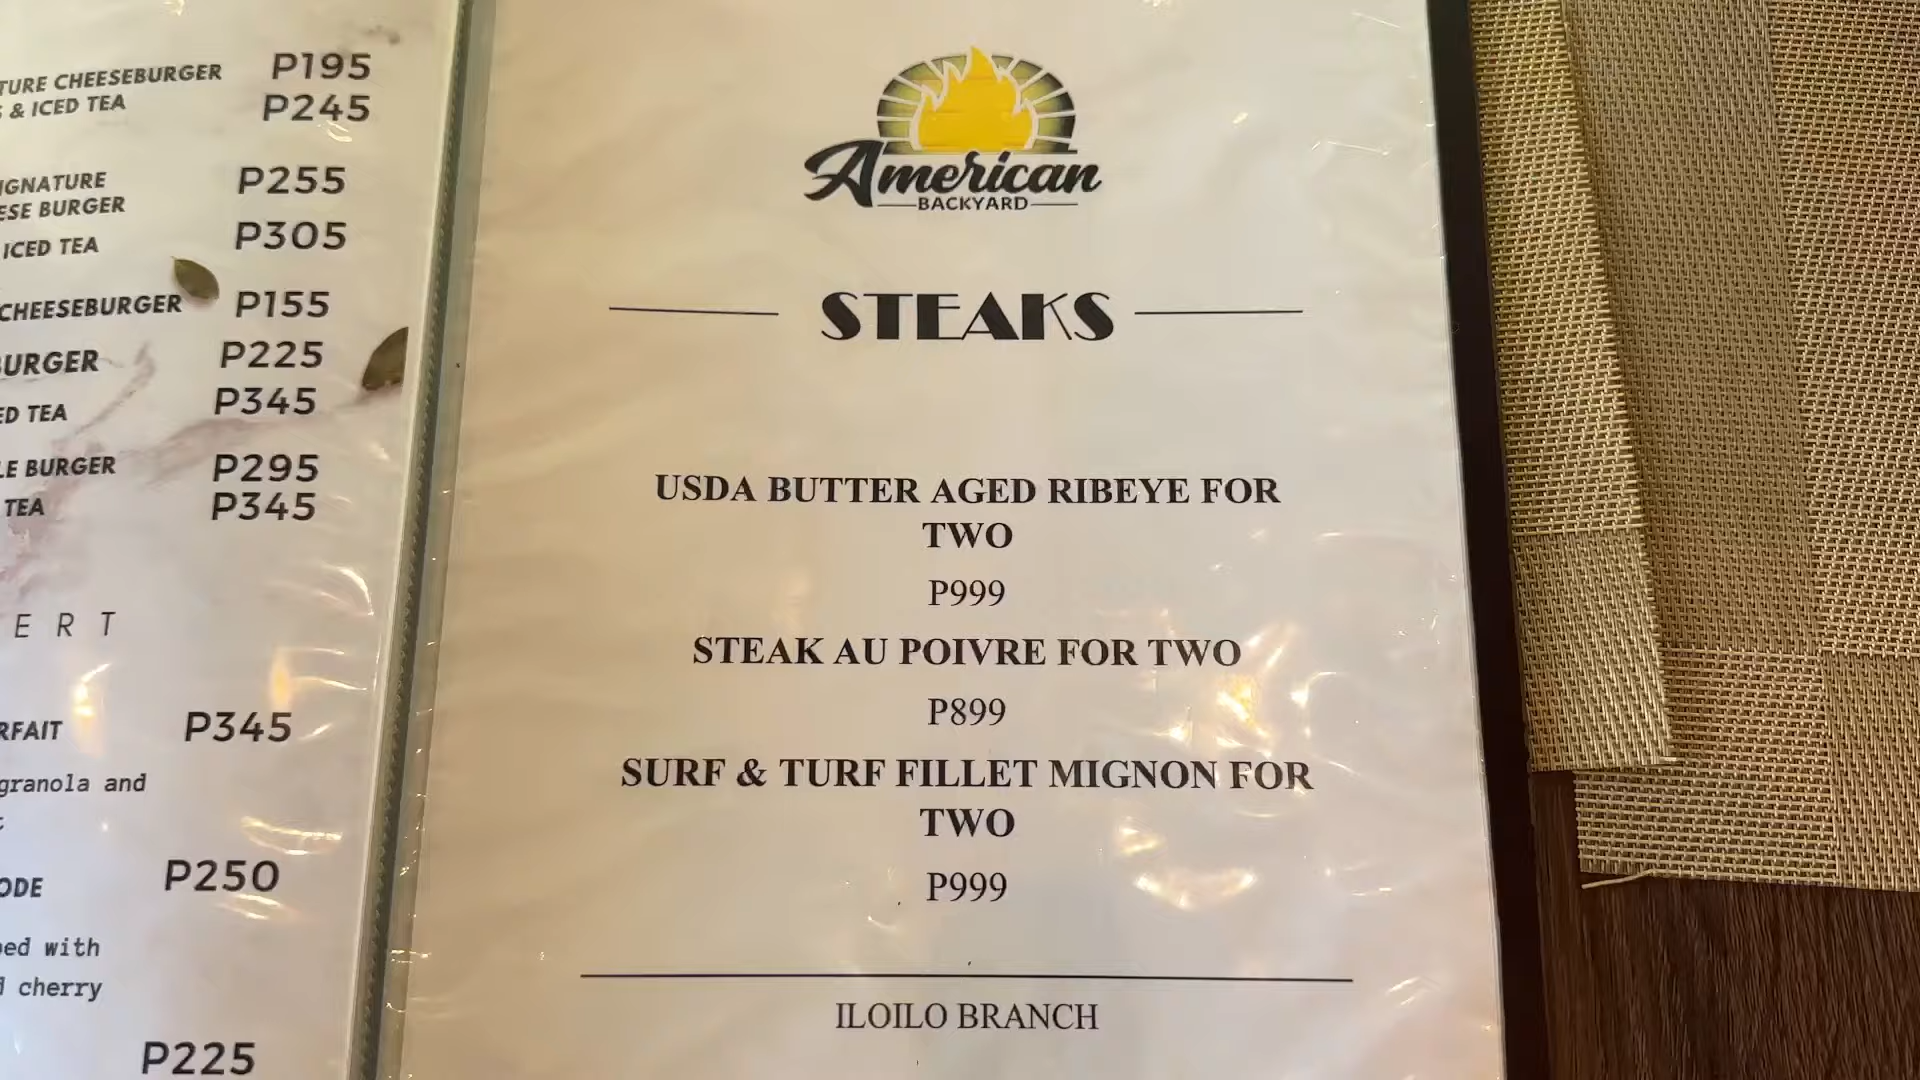 TURE CHEESEBURGER P195
& ICED TEA P245
IGNATURE P255
ESE BURGER
ICED TEA P305
CHEESEBURGER P155
BURGER P225
ED TEA P345
LE BURGER P295
TEA P345
ERT
RFAIT P345
granola and
ODE P250
ped with
d cherry
P225
American
BACKYARD
STEAKS
USDA BUTTER AGED RIBEYE FOR
TWO
P999
STEAK AU POIVRE FOR TWO
P899
SURF & TURF FILLET MIGNON FOR
TWO
P999
ILOILO BRANCH